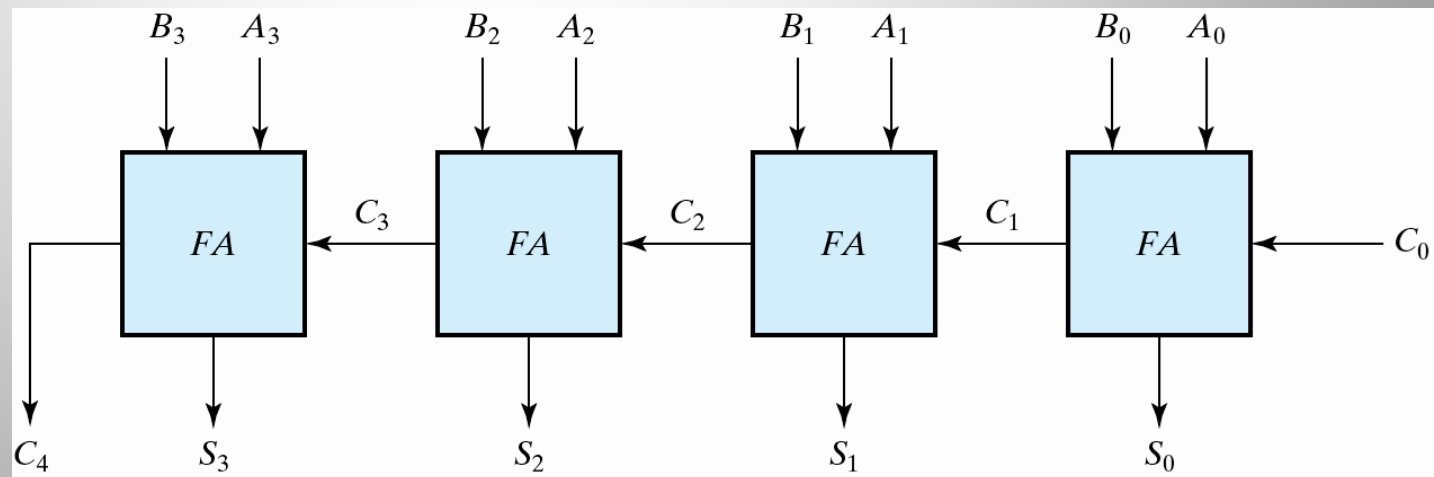 B₃ A₃ B₂ A₂ B₁ A₁ B₀ A₀
C₃ C₂ C₁
FA FA FA FA C₀
C₄ S₃ S₂ S₁ S₀